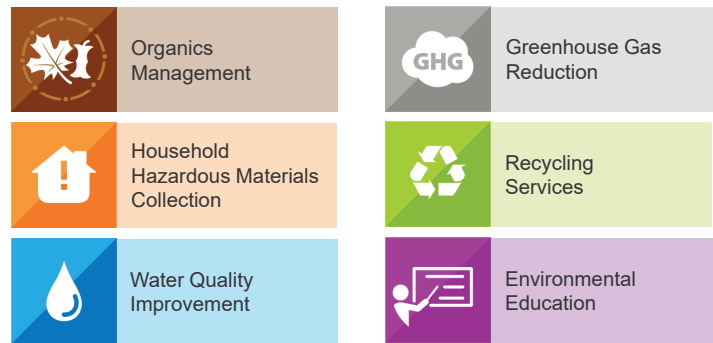 Organics
Management
GHG
Greenhouse Gas
Reduction
!
Household
Hazardous Materials
Collection
Recycling
Services
Water Quality
Improvement
Environmental
Education